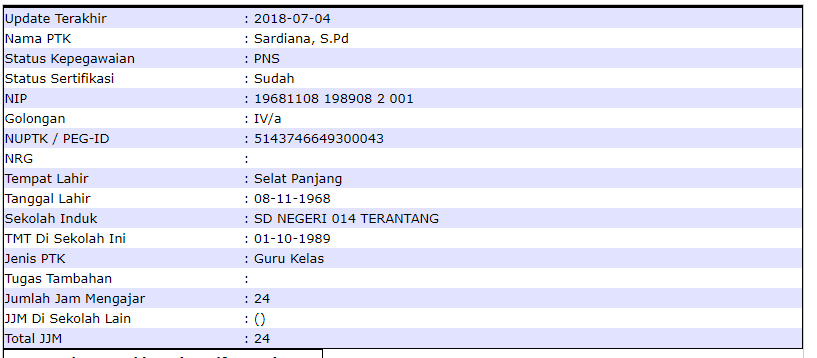 Update Terakhir : 2018-07-04
Nama PTK : Sardiana, S.Pd
Status Kepegawaian : PNS
Status Sertifikasi : Sudah
NIP : 19681108 198908 2 001
Golongan : IV/a
NUPTK / PEG-ID : 5143746649300043
NRG :
Tempat Lahir : Selat Panjang
Tanggal Lahir : 08-11-1968
Sekolah Induk : SD NEGERI 014 TERANTANG
TMT Di Sekolah Ini : 01-10-1989
Jenis PTK : Guru Kelas
Tugas Tambahan :
Jumlah Jam Mengajar : 24
JJM Di Sekolah Lain : ()
Total JJM : 24